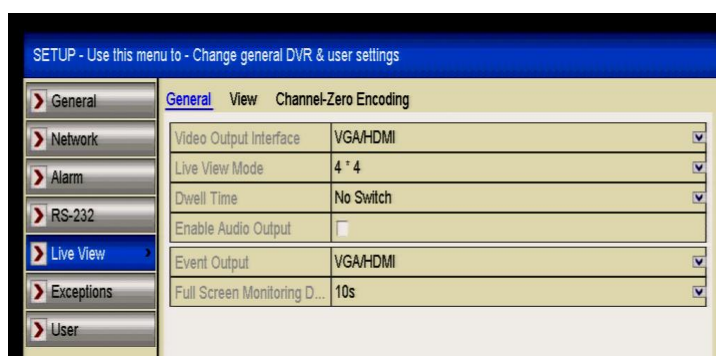 SETUP - Use this menu to - Change general DVR & user settings
General
Network
Alarm
RS-232
Live View
Exceptions
User
General View Channel-Zero Encoding
Video Output Interface VGA/HDMI
Live View Mode 4 * 4
Dwell Time No Switch
Enable Audio Output
Event Output VGA/HDMI
Full Screen Monitoring D... 10s